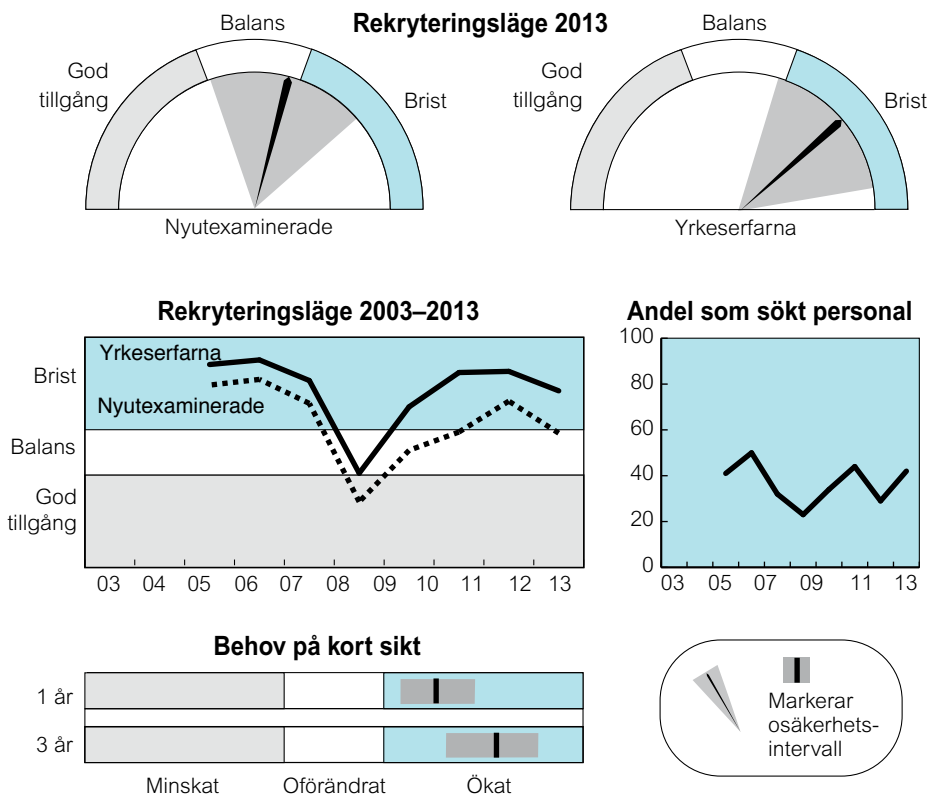 Rekryteringsläge 2013
Balans
God
tillgång
Brist
Nyutexaminerade
Balans
God
tillgång
Brist
Yrkeserfarna
Rekryteringsläge 2003–2013
Yrkeserfarna
Nyutexaminerade
Brist
Balans
God
tillgång
03 04 05 06 07 08 09 10 11 12 13
Andel som sökt personal
100
80
60
40
20
0
03 05 07 09 11 13
Behov på kort sikt
1 år
3 år
Minskat Oförändrat Ökat
Markerar
osäkerhets-
intervall